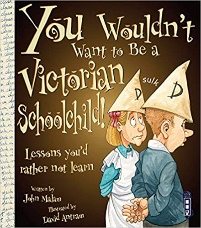 You Wouldn't
Want to Be a
Victorian
Schoolchild!
sulk
D
D
Lessons you'd
rather not learn
Written by
John Malam
Illustrated by
David Antram